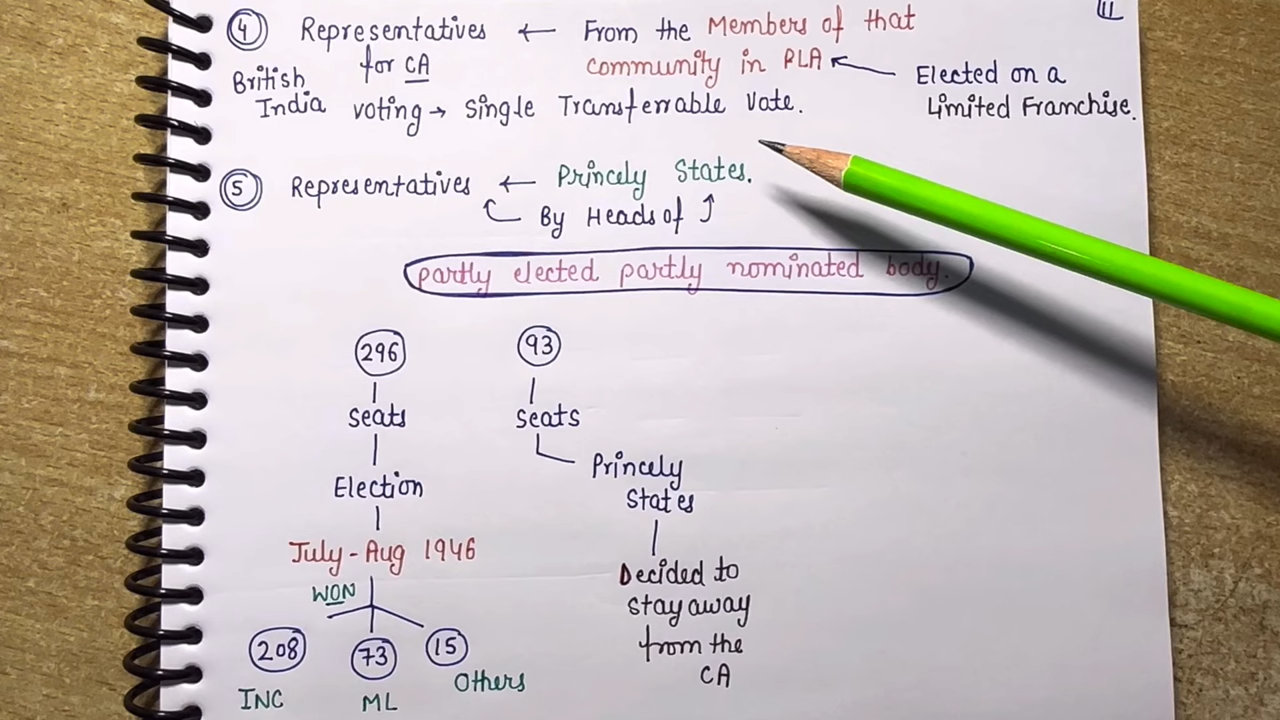 ④ Representatives ← From the Members of that
for CA community in PLA ← Elected on a
British
India voting → Single Transferrable Vote. Limited Franchise.
⑤ Representatives ← Princely States.
By Heads of
partly elected partly nominated body.
296 93
Seats Seats
Election Princely
States
July-Aug 1946
Decided to
WON stay away
208 73 15 from the
INC ML Others CA